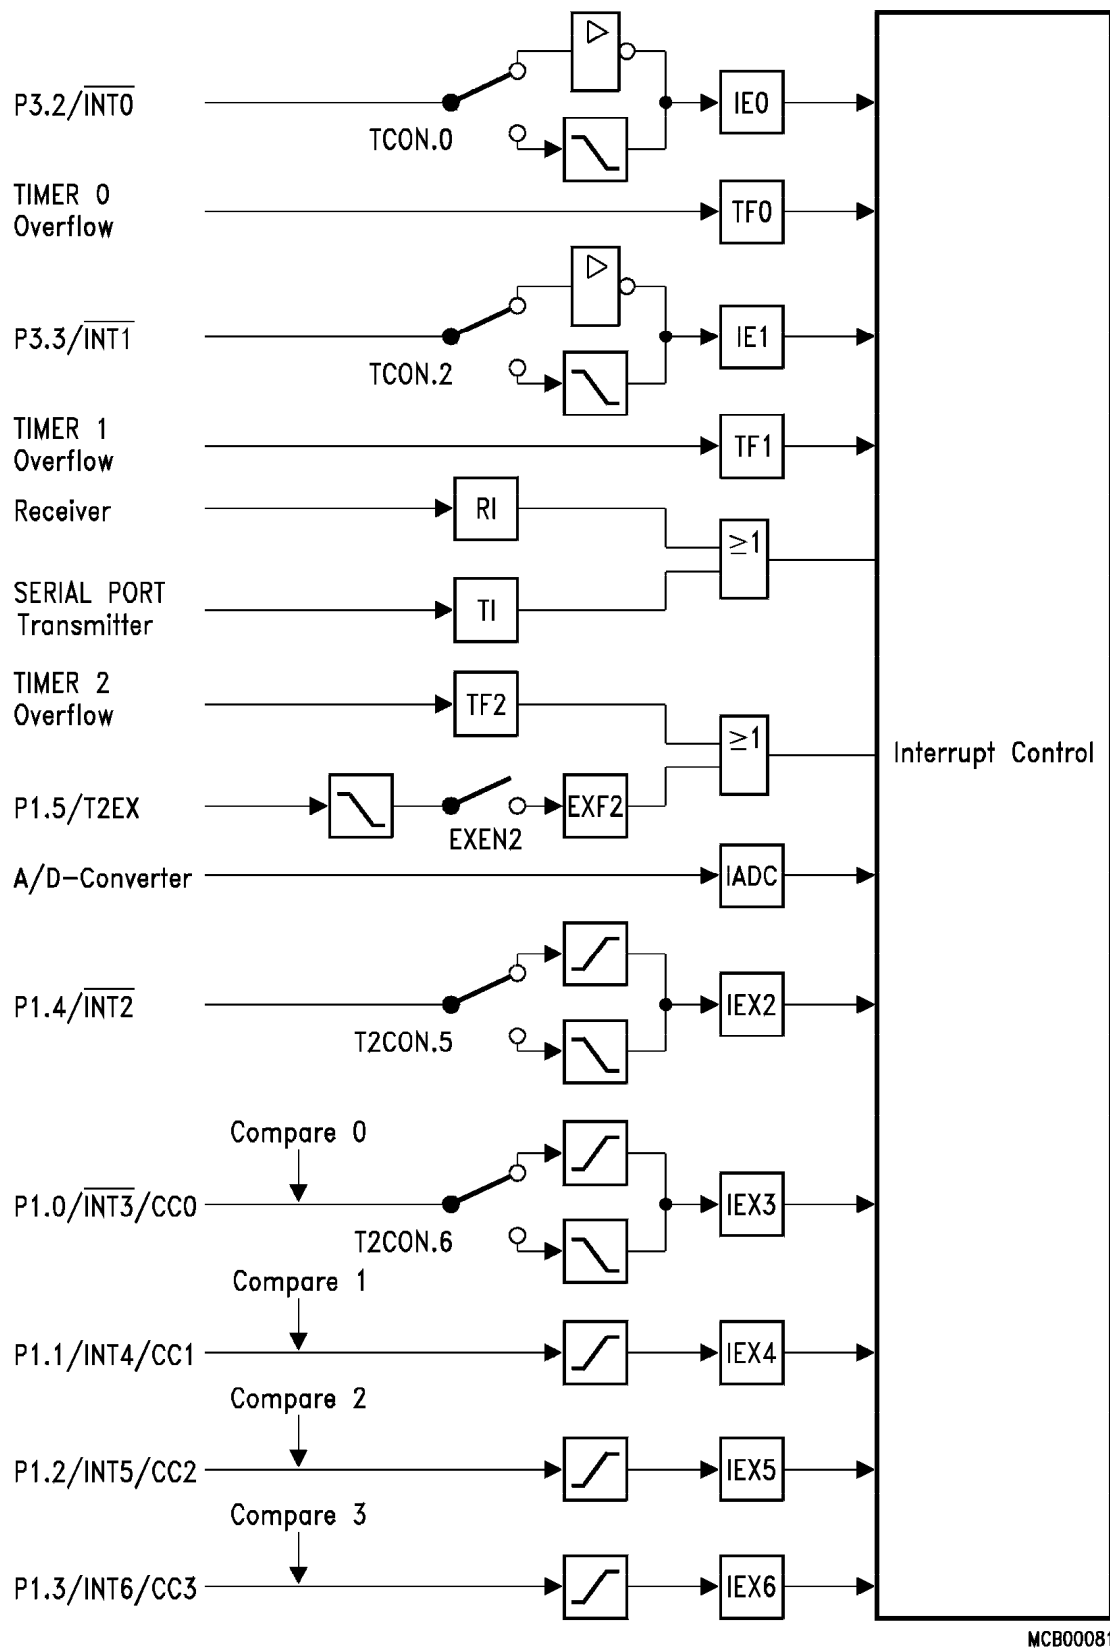 P3.2/INT0
TCON.0
IE0
TIMER 0
Overflow
TF0
P3.3/INT1
TCON.2
IE1
TIMER 1
Overflow
TF1
Receiver
RI
≥1
SERIAL PORT
Transmitter
TI
TIMER 2
Overflow
TF2
≥1
Interrupt Control
P1.5/T2EX
EXEN2
EXF2
A/D-Converter
IADC
P1.4/INT2
T2CON.5
IEX2
Compare 0
P1.0/INT3/CC0
T2CON.6
IEX3
Compare 1
P1.1/INT4/CC1
IEX4
Compare 2
P1.2/INT5/CC2
IEX5
Compare 3
P1.3/INT6/CC3
IEX6
MCB00081